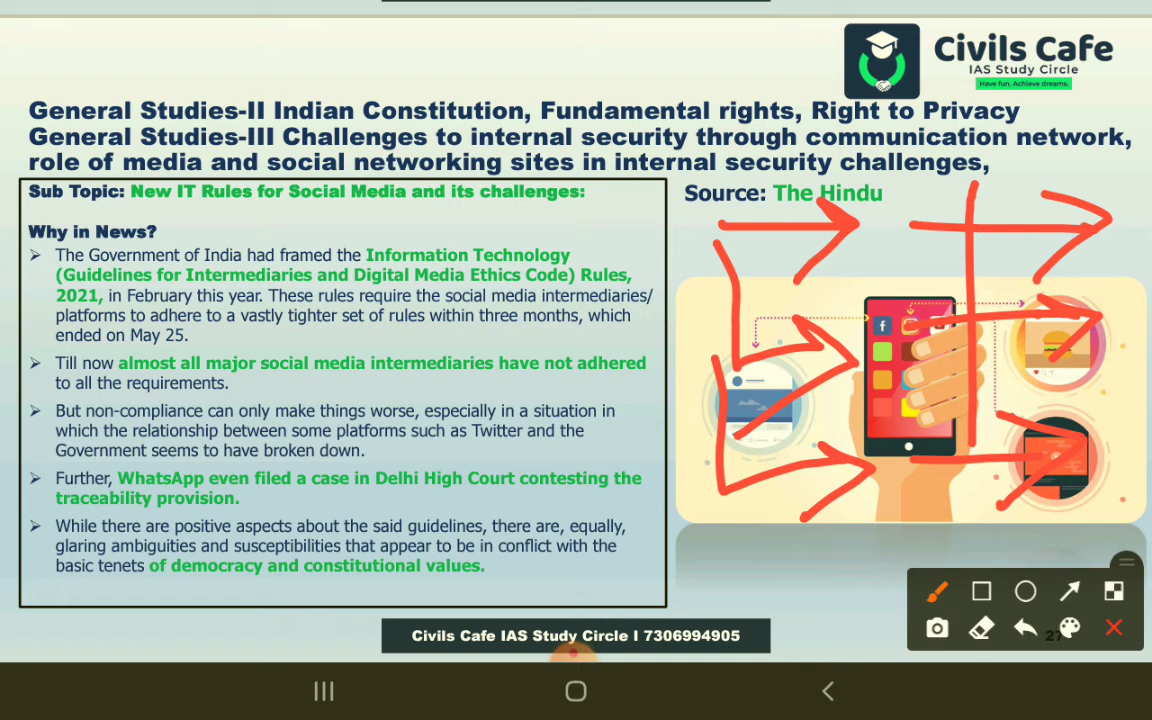 Civils Cafe
IAS Study Circle
Have fun. Achieve dreams.
General Studies-II Indian Constitution, Fundamental rights, Right to Privacy
General Studies-III Challenges to internal security through communication network,
role of media and social networking sites in internal security challenges,
Sub Topic: New IT Rules for Social Media and its challenges:
Source: The Hindu
Why in News?
The Government of India had framed the Information Technology
(Guidelines for Intermediaries and Digital Media Ethics Code) Rules,
2021, in February this year. These rules require the social media intermediaries/
platforms to adhere to a vastly tighter set of rules within three months, which
ended on May 25.
Till now almost all major social media intermediaries have not adhered
to all the requirements.
But non-compliance can only make things worse, especially in a situation in
which the relationship between some platforms such as Twitter and the
Government seems to have broken down.
Further, WhatsApp even filed a case in Delhi High Court contesting the
traceability provision.
While there are positive aspects about the said guidelines, there are, equally,
glaring ambiguities and susceptibilities that appear to be in conflict with the
basic tenets of democracy and constitutional values.
Civils Cafe IAS Study Circle I 7306994905